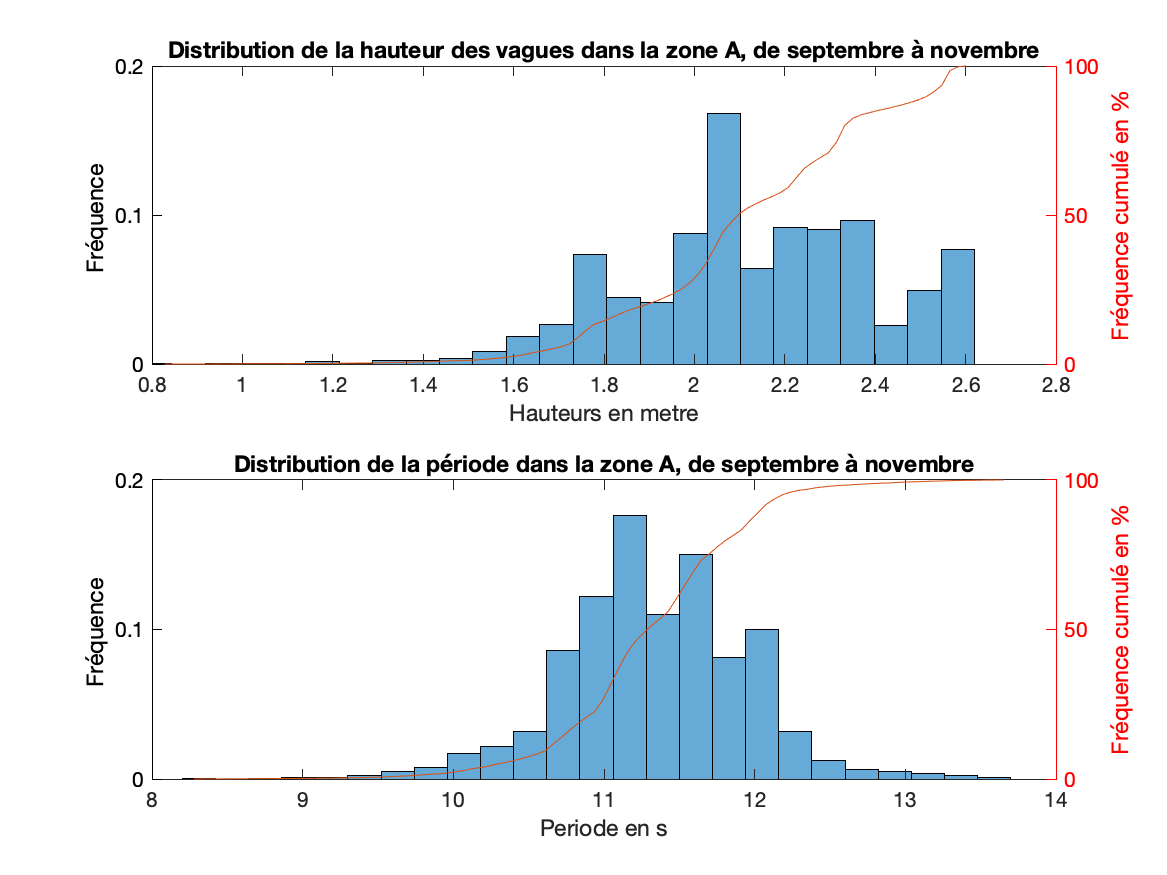 Distribution de la hauteur des vagues dans la zone A, de septembre à novembre
0.2
0.1
0
Fréquence
100
50
0
Fréquence cumulé en %
0.8 1 1.2 1.4 1.6 1.8 2 2.2 2.4 2.6 2.8
Hauteurs en metre
Distribution de la période dans la zone A, de septembre à novembre
0.2
0.1
0
Fréquence
100
50
0
Fréquence cumulé en %
8 9 10 11 12 13 14
Periode en s